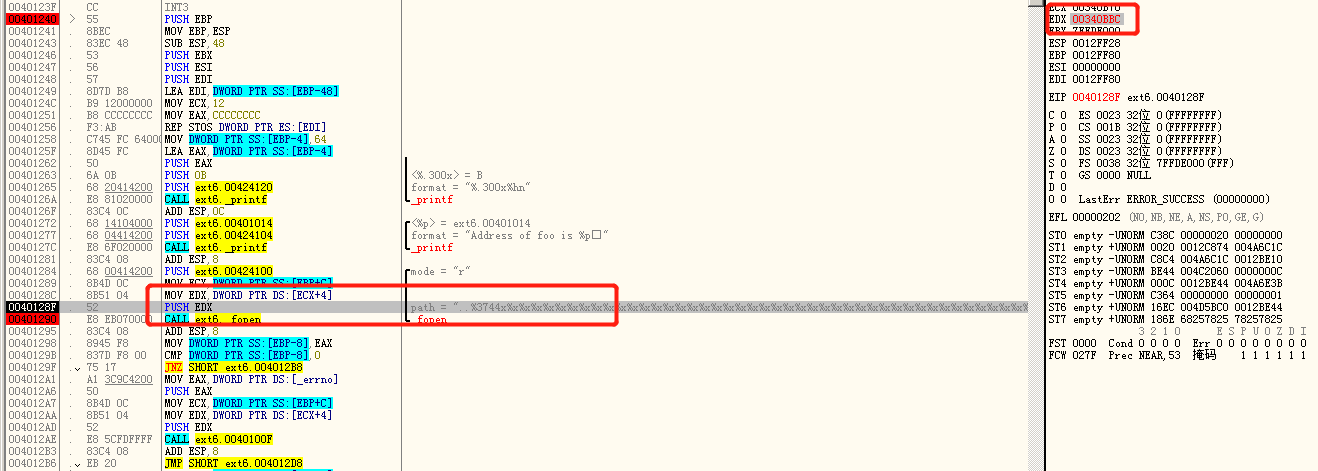 0040123F CC INT3
00401240 > 55 PUSH EBP
00401241 . 8BEC MOV EBP,ESP
00401243 . 83EC 48 SUB ESP,48
00401246 . 53 PUSH EBX
00401247 . 56 PUSH ESI
00401248 . 57 PUSH EDI
00401249 . 8D7D B8 LEA EDI,DWORD PTR SS:[EBP-48]
0040124C . B9 12000000 MOV ECX,12
00401251 . B8 CCCCCCCC MOV EAX,CCCCCCCC
00401256 . F3:AB REP STOS DWORD PTR ES:[EDI]
00401258 . C745 FC 64000 MOV DWORD PTR SS:[EBP-4],64
0040125F . 8D45 FC LEA EAX,DWORD PTR SS:[EBP-4]
00401262 . 50 PUSH EAX
00401263 . 6A 0B PUSH 0B <%.300x> = B
00401265 . 68 20414200 PUSH ext6.00424120 format = "%.300x%hn"
0040126A . E8 81020000 CALL ext6._printf _printf
0040126F . 83C4 0C ADD ESP,0C
00401272 . 68 14104000 PUSH ext6.00401014 <%p> = ext6.00401014
00401277 . 68 04414200 PUSH ext6.00424104 format = "Address of foo is %p□"
0040127C . E8 6F020000 CALL ext6._printf _printf
00401281 . 83C4 08 ADD ESP,8
00401284 . 68 00414200 PUSH ext6.00424100 mode = "r"
00401289 . 8B4D 0C MOV ECX,DWORD PTR SS:[EBP+C]
0040128C . 8B51 04 MOV EDX,DWORD PTR DS:[ECX+4]
0040128F . 52 PUSH EDX
00401290 . E8 EB070000 CALL ext6._fopen _fopen
00401295 . 83C4 08 ADD ESP,8
00401298 . 8945 F8 MOV DWORD PTR SS:[EBP-8],EAX
0040129B . 837D F8 00 CMP DWORD PTR SS:[EBP-8],0
0040129F . 75 17 JNZ SHORT ext6.004012B8
004012A1 . A1 3C9C4200 MOV EAX,DWORD PTR DS:[_errno]
004012A6 . 50 PUSH EAX
004012A7 . 8B4D 0C MOV ECX,DWORD PTR SS:[EBP+C]
004012AA . 8B51 04 MOV EDX,DWORD PTR DS:[ECX+4]
004012AD . 52 PUSH EDX
004012AE . E8 5CFDFFFF CALL ext6.0040100F
004012B3 . 83C4 08 ADD ESP,8
004012B6 . EB 20 JMP SHORT ext6.004012D8
ECX 00340B10
EDX 00340BBC
EBX 7FFDF000
ESP 0012FF28
EBP 0012FF80
ESI 00000000
EDI 0012FF80
EIP 0040128F ext6.0040128F
C 0 ES 0023 32位 0(FFFFFFFF)
P 0 CS 001B 32位 0(FFFFFFFF)
A 0 SS 0023 32位 0(FFFFFFFF)
Z 0 DS 0023 32位 0(FFFFFFFF)
S 0 FS 0038 32位 7FFDE000(FFF)
T 0 GS 0000 NULL
D 0
O 0 LastErr ERROR_SUCCESS (00000000)
EFL 00000202 (NO,NB,NE,A,NS,PO,GE,G)
ST0 empty -UNORM C38C 00000020 00000000
ST1 empty +UNORM 0020 0012C874 004A6C1C
ST2 empty -UNORM C8C4 004A6C1C 0012BE10
ST3 empty -UNORM BE44 004C2060 0000000C
ST4 empty +UNORM 000C 0012BE44 004A6E3B
ST5 empty -UNORM C364 00000000 00000001
ST6 empty +UNORM 16EC 004D5BC0 0012BE44
ST7 empty +UNORM 186E 68257825 78257825
3 2 1 0 E S P U O Z D I
FST 0000 Cond 0 0 0 0 Err 0 0 0 0 0 0 0 0
FCW 027F Prec NEAR,53 掩码 1 1 1 1 1 1